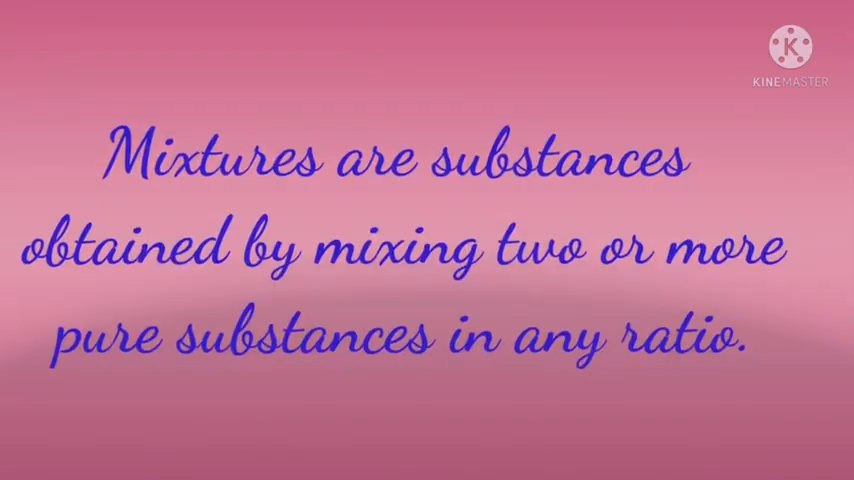 KINEMASTER
Mixtures are substances
obtained by mixing two or more
pure substances in any ratio.